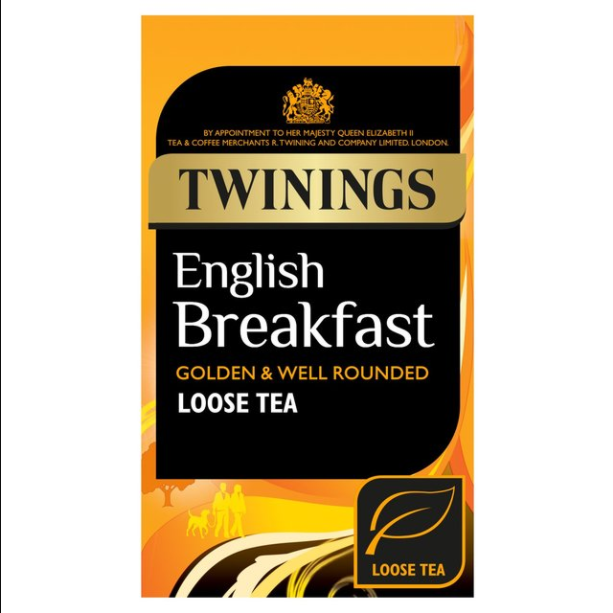 BY APPOINTMENT TO HER MAJESTY QUEEN ELIZABETH II
TEA & COFFEE MERCHANTS R. TWINING AND COMPANY LIMITED, LONDON.
TWININGS
English
Breakfast
GOLDEN & WELL ROUNDED
LOOSE TEA
LOOSE TEA